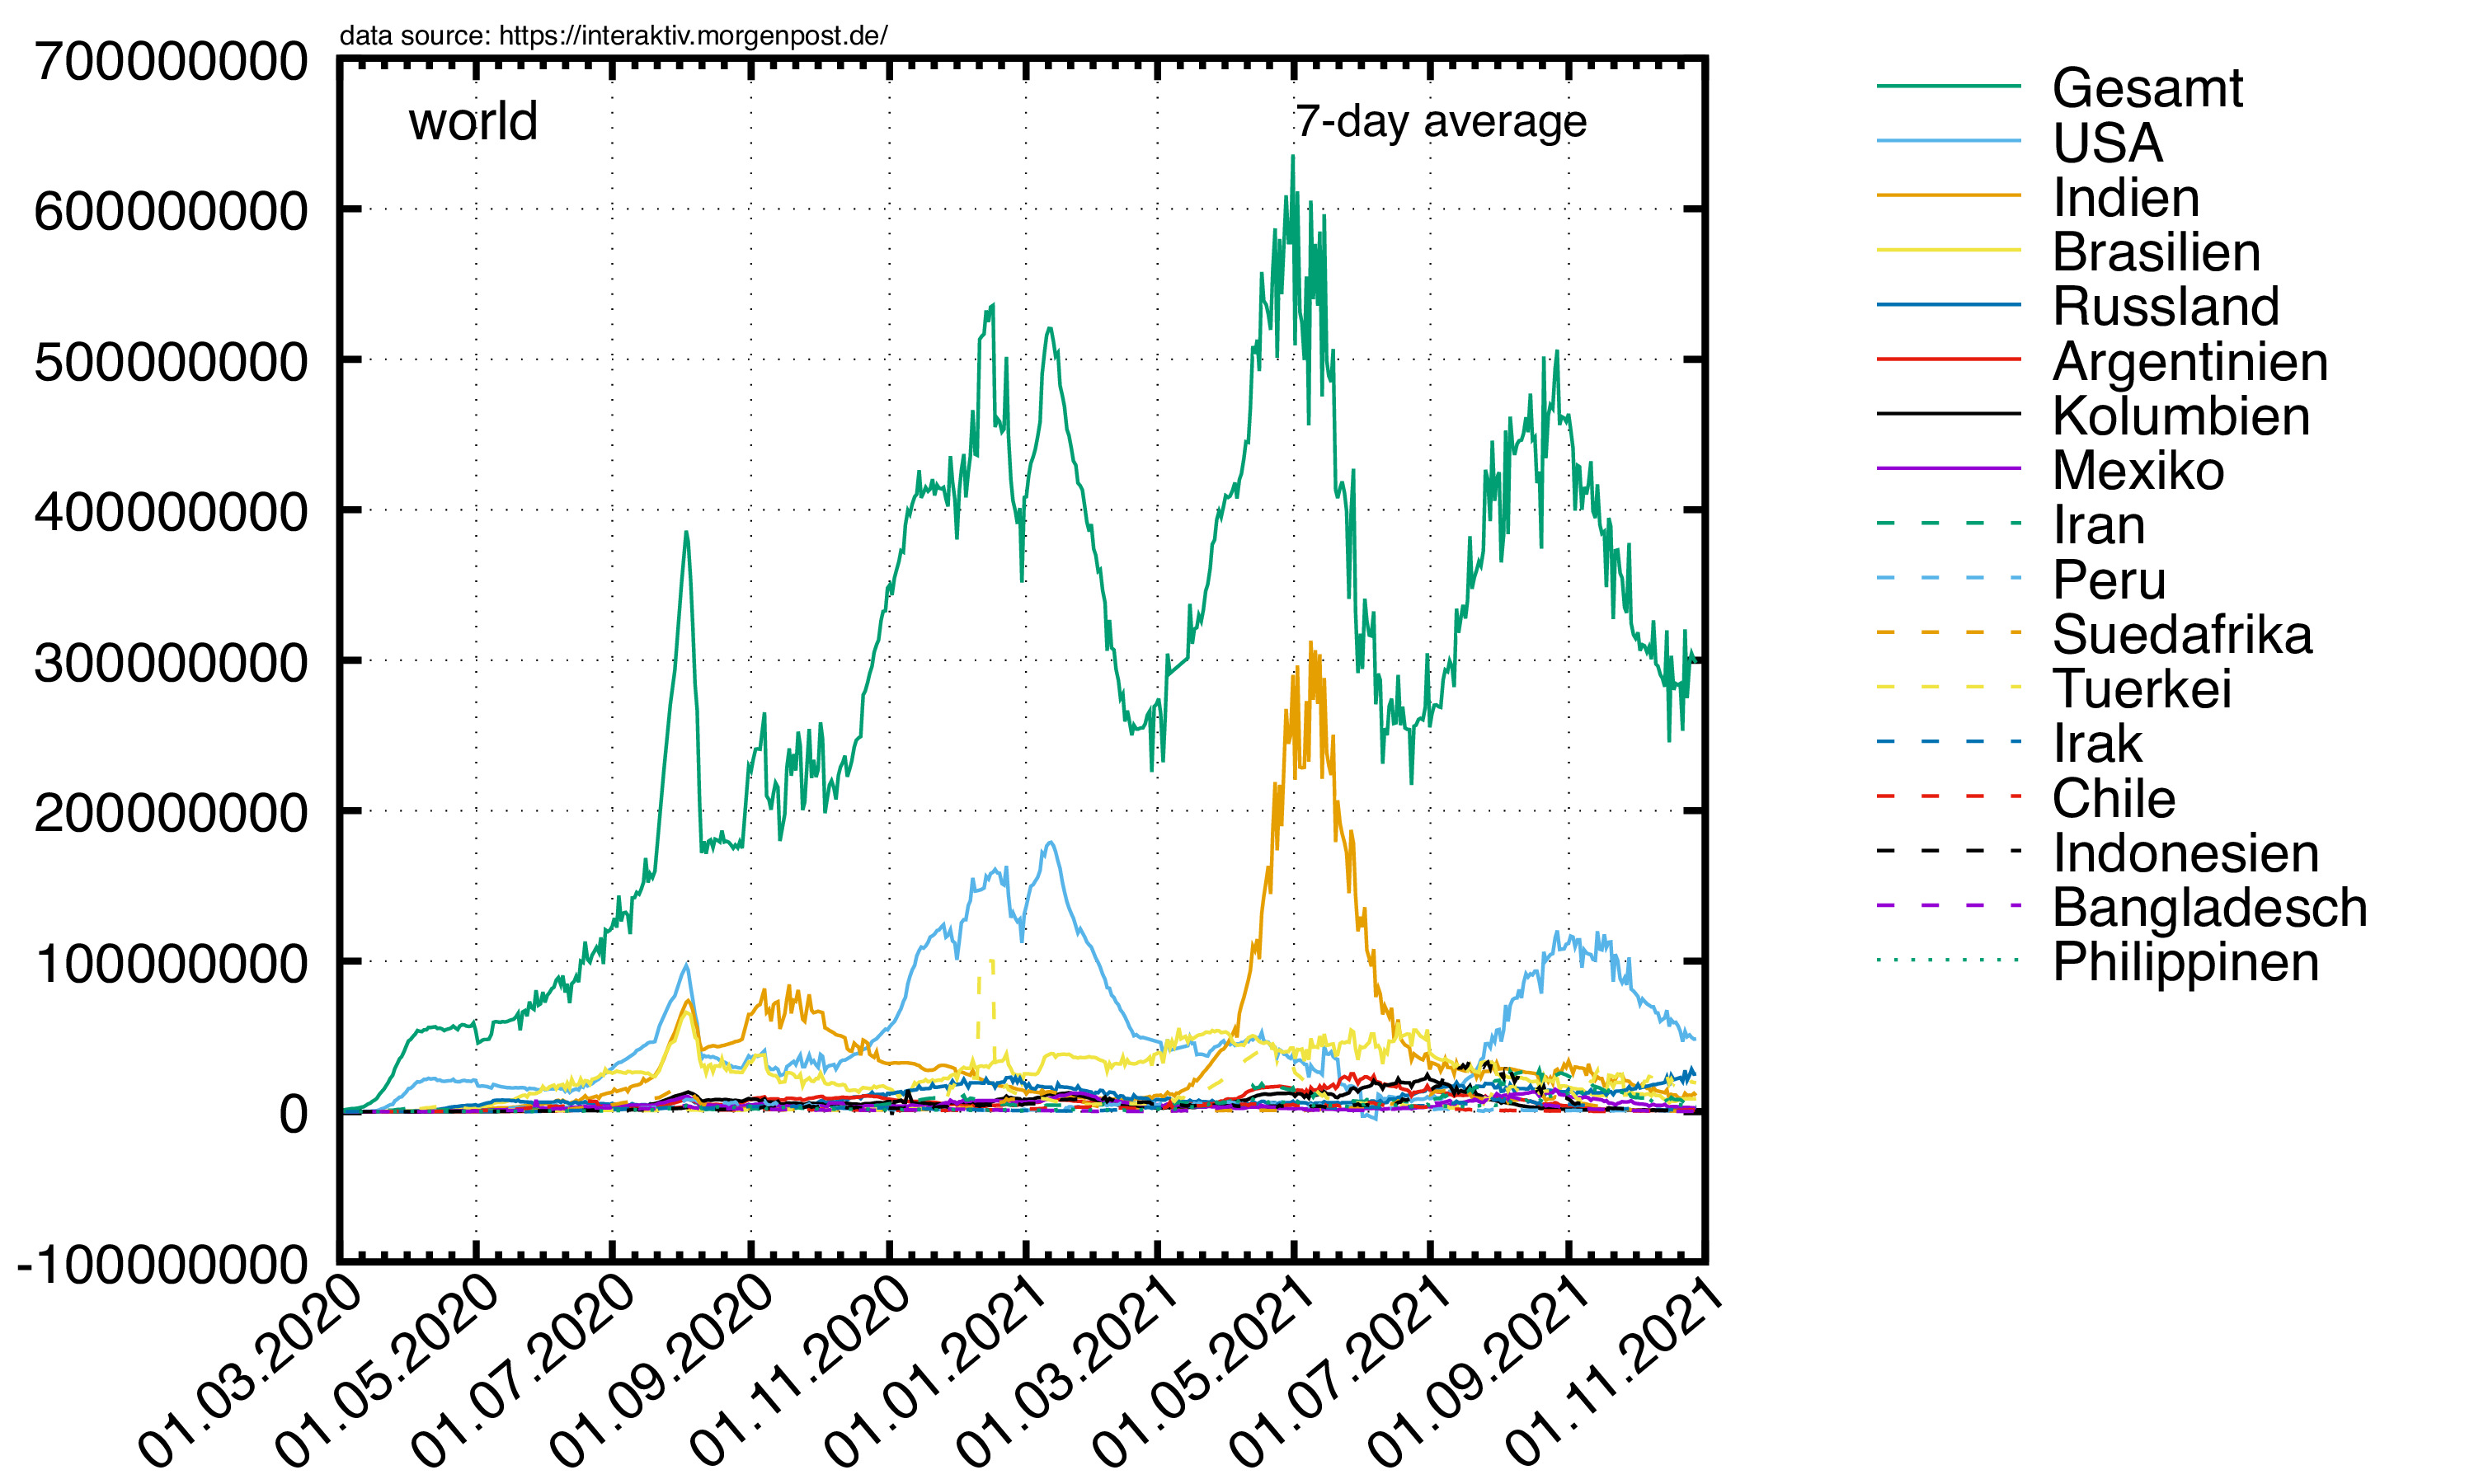 data source: https://interaktiv.morgenpost.de/
world
7-day average
700000000
600000000
500000000
400000000
300000000
200000000
100000000
0
-100000000
01.03.2020
01.05.2020
01.07.2020
01.09.2020
01.11.2020
01.01.2021
01.03.2021
01.05.2021
01.07.2021
01.09.2021
01.11.2021
Gesamt
USA
Indien
Brasilien
Russland
Argentinien
Kolumbien
Mexiko
Iran
Peru
Suedafrika
Tuerkei
Irak
Chile
Indonesien
Bangladesch
Philippinen